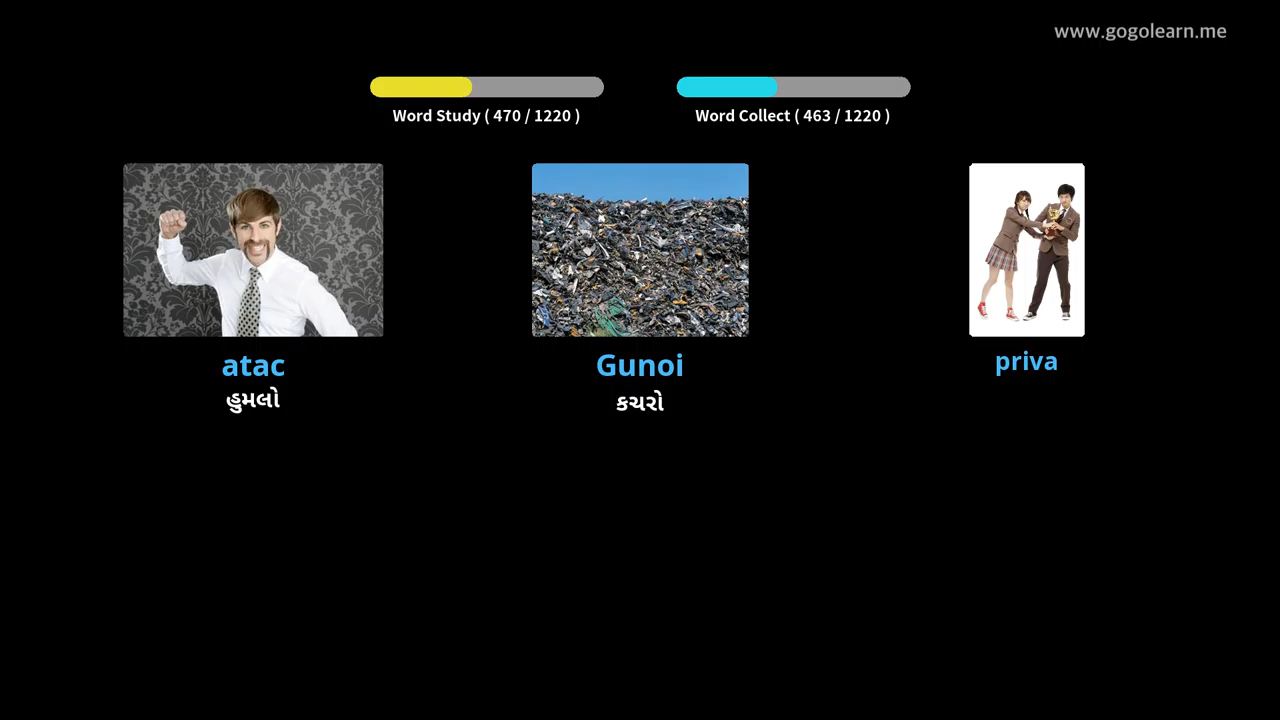 www.gogolearn.me
Word Study ( 470 / 1220 )
Word Collect ( 463 / 1220 )
atac
Gunoi
priva
હુમલો
કચરો